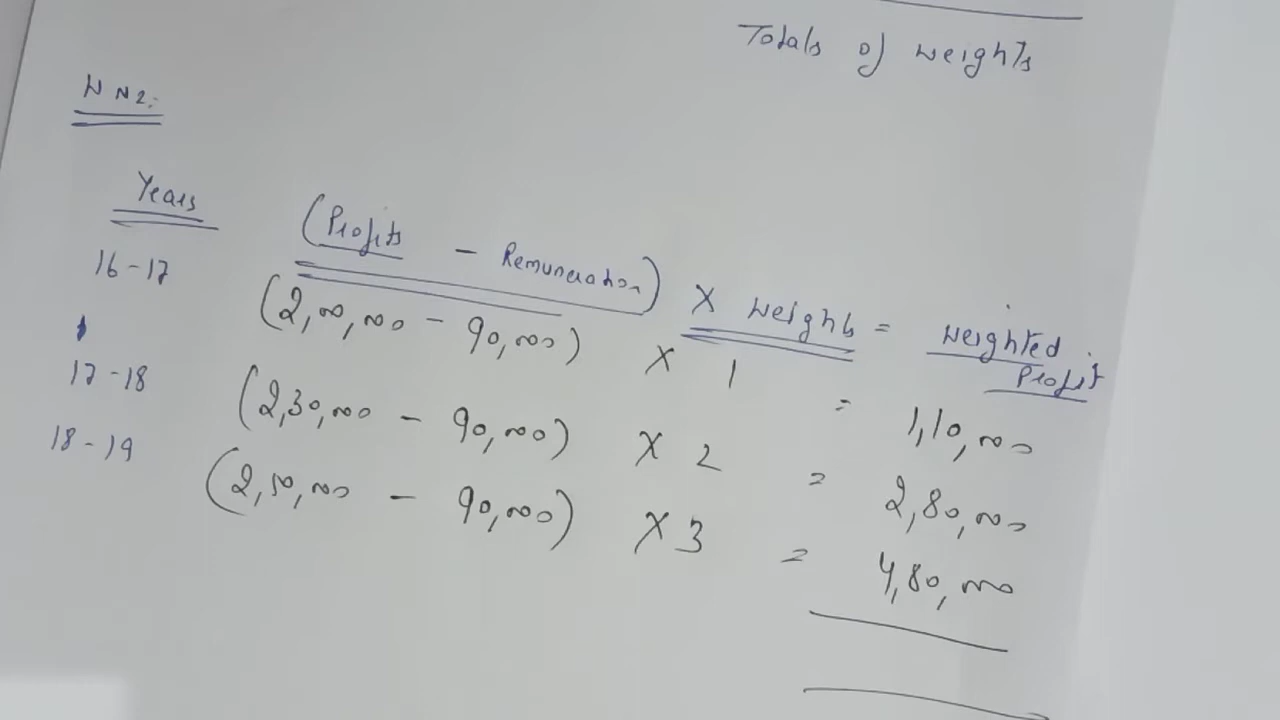 Totals of weights
WN2:-
Years (Profits - Remuneration) X Weights = Weighted Profit
16-17 (2,00,000 - 90,000) X 1 = 1,10,000
17-18 (2,30,000 - 90,000) X 2 = 2,80,000
18-19 (2,50,000 - 90,000) X 3 = 4,80,000